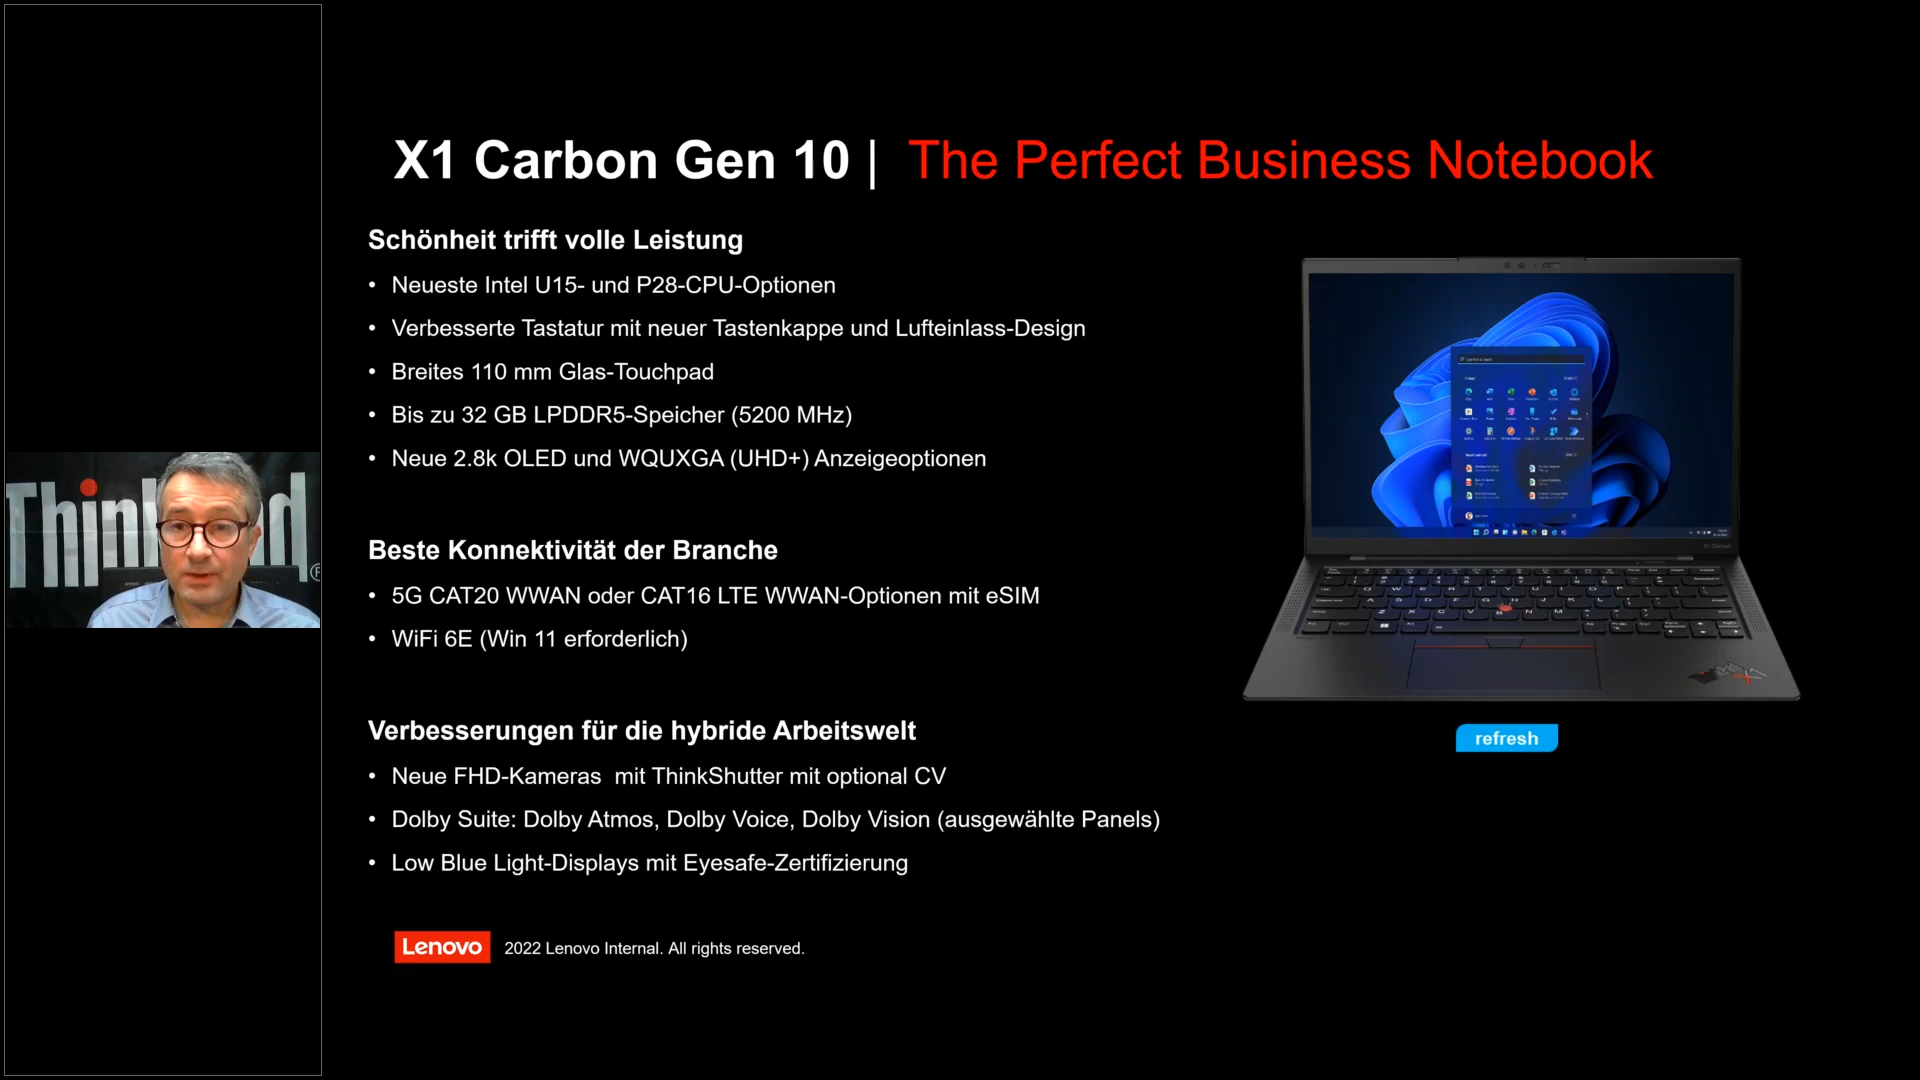 X1 Carbon Gen 10 | The Perfect Business Notebook
Schönheit trifft volle Leistung
• Neueste Intel U15- und P28-CPU-Optionen
• Verbesserte Tastatur mit neuer Tastenkappe und Lufteinlass-Design
• Breites 110 mm Glas-Touchpad
• Bis zu 32 GB LPDDR5-Speicher (5200 MHz)
• Neue 2.8k OLED und WQUXGA (UHD+) Anzeigeoptionen
Beste Konnektivität der Branche
• 5G CAT20 WWAN oder CAT16 LTE WWAN-Optionen mit eSIM
• WiFi 6E (Win 11 erforderlich)
Verbesserungen für die hybride Arbeitswelt
• Neue FHD-Kameras  mit ThinkShutter mit optional CV
• Dolby Suite: Dolby Atmos, Dolby Voice, Dolby Vision (ausgewählte Panels)
• Low Blue Light-Displays mit Eyesafe-Zertifizierung
Lenovo 2022 Lenovo Internal. All rights reserved.
refresh
X1 Carbon
X1